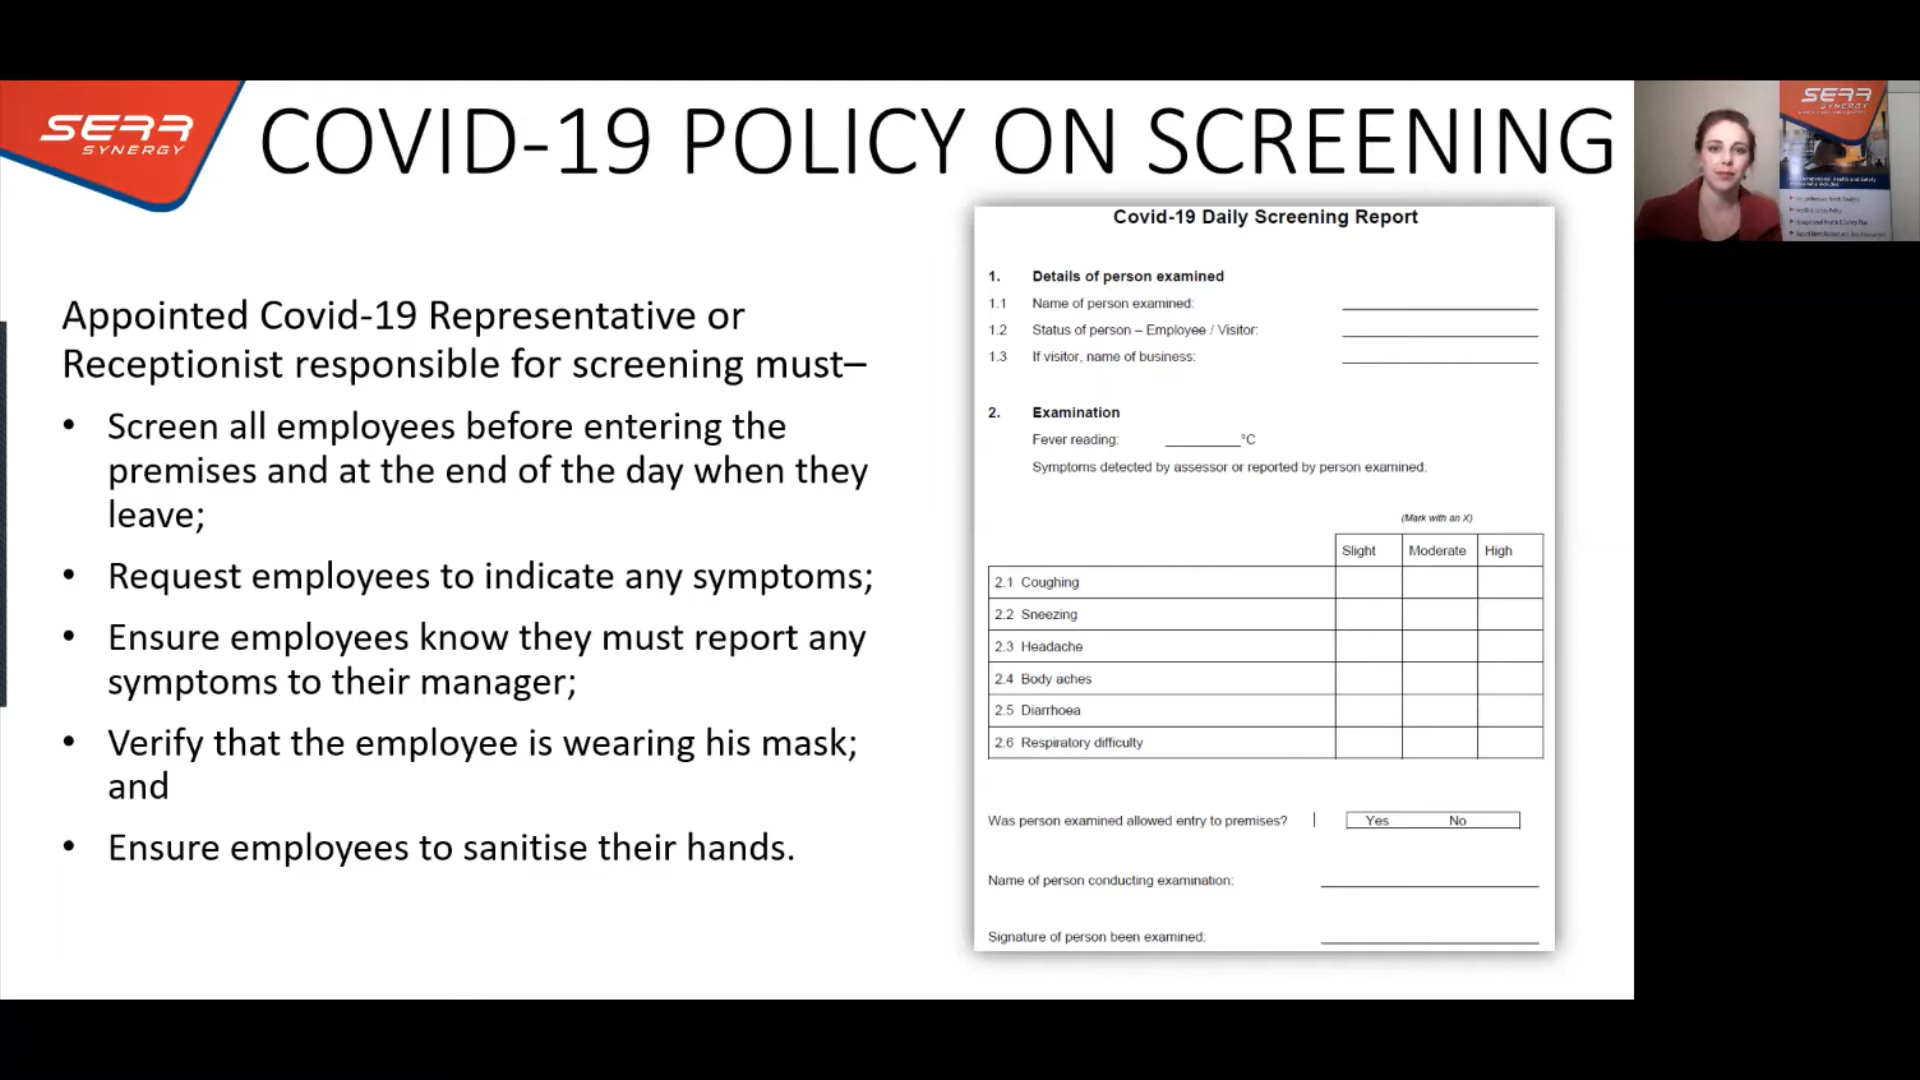 SERR
SYNERGY
COVID-19 POLICY ON SCREENING
Appointed Covid-19 Representative or
Receptionist responsible for screening must–
• Screen all employees before entering the
premises and at the end of the day when they
leave;
• Request employees to indicate any symptoms;
• Ensure employees know they must report any
symptoms to their manager;
• Verify that the employee is wearing his mask;
and
• Ensure employees to sanitise their hands.
Covid-19 Daily Screening Report
1. Details of person examined
1.1 Name of person examined:
1.2 Status of person – Employee / Visitor:
1.3 If visitor, name of business:
2. Examination
Fever reading: °C
Symptoms detected by assessor or reported by person examined:
(Mark with an X)
Slight Moderate High
2.1 Coughing
2.2 Sneezing
2.3 Headache
2.4 Body aches
2.5 Diarrhoea
2.6 Respiratory difficulty
Was person examined allowed entry to premises? Yes No
Name of person conducting examination:
Signature of person been examined:
SERR
SYNERGY